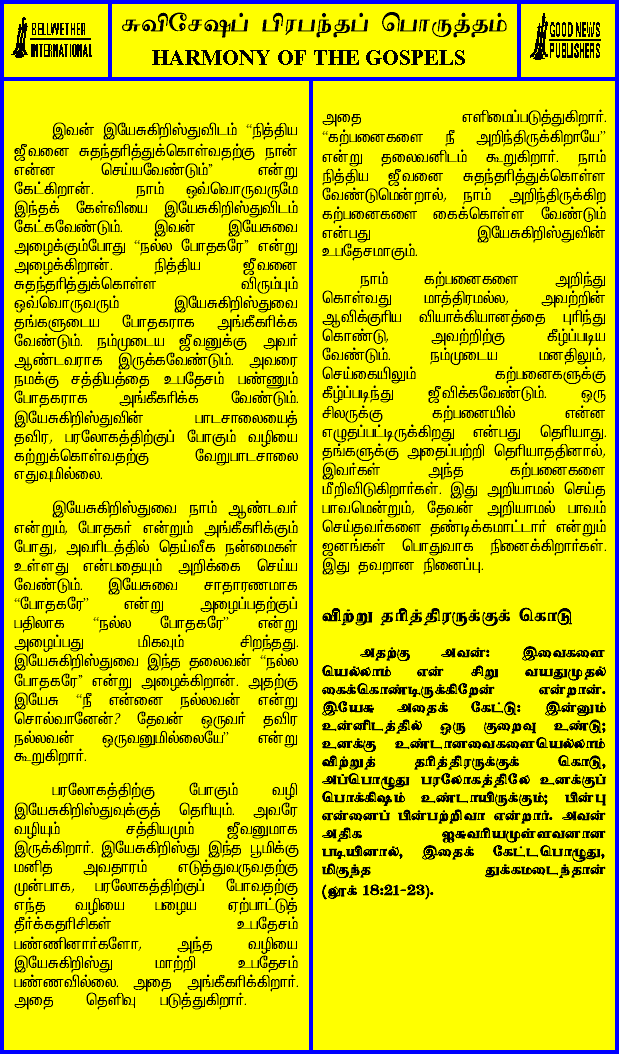 BELLWETHER
INTERNATIONAL
சுவிசேஷப் பிரபந்தப் பொருத்தம்
HARMONY OF THE GOSPELS
GOOD NEWS
PUBLISHERS
இவன் இயேசுகிறிஸ்துவிடம் “நித்திய
ஜீவனை சுதந்தரித்துக்கொள்வதற்கு நான்
என்ன செய்யவேண்டும்” என்று
கேட்கிறான். நாம் ஒவ்வொருவருமே
இந்தக் கேள்வியை இயேசுகிறிஸ்துவிடம்
கேட்கவேண்டும். இவன் இயேசுவை
அழைக்கும்போது “நல்ல போதகரே” என்று
அழைக்கிறான். நித்திய ஜீவனை
சுதந்தரித்துக்கொள்ள விரும்பும்
ஒவ்வொருவரும் இயேசுகிறிஸ்துவை
தங்களுடைய போதகராக அங்கீகரிக்க
வேண்டும். நம்முடைய ஜீவனுக்கு அவர்
ஆண்டவராக இருக்கவேண்டும். அவரை
நமக்கு சத்தியத்தை உபதேசம் பண்ணும்
போதகராக அங்கீகரிக்க வேண்டும்.
இயேசுகிறிஸ்துவின் பாடசாலையைத்
தவிர, பரலோகத்திற்குப் போகும் வழியை
கற்றுக்கொள்வதற்கு வேறுபாடசாலை
எதுவுமில்லை.
இயேசுகிறிஸ்துவை நாம் ஆண்டவர்
என்றும், போதகர் என்றும் அங்கீகரிக்கும்
போது, அவரிடத்தில் தெய்வீக நன்மைகள்
உள்ளது என்பதையும் அறிக்கை செய்ய
வேண்டும். இயேசுவை சாதாரணமாக
“போதகரே” என்று அழைப்பதற்குப்
பதிலாக “நல்ல போதகரே” என்று
அழைப்பது மிகவும் சிறந்தது.
இயேசுகிறிஸ்துவை இந்த தலைவன் “நல்ல
போதகரே” என்று அழைக்கிறான். அதற்கு
இயேசு “நீ என்னை நல்லவன் என்று
சொல்வானேன்? தேவன் ஒருவர் தவிர
நல்லவன் ஒருவனுமில்லையே” என்று
கூறுகிறார்.
பரலோகத்திற்கு போகும் வழி
இயேசுகிறிஸ்துவுக்குத் தெரியும். அவரே
வழியும் சத்தியமும் ஜீவனுமாக
இருக்கிறார். இயேசுகிறிஸ்து இந்த பூமிக்கு
மனித அவதாரம் எடுத்துவருவதற்கு
முன்பாக, பரலோகத்திற்குப் போவதற்கு
எந்த வழியை பழைய ஏற்பாட்டுத்
தீர்க்கதரிசிகள் உபதேசம்
பண்ணினார்களோ, அந்த வழியை
இயேசுகிறிஸ்து மாற்றி உபதேசம்
பண்ணவில்லை. அதை அங்கீகரிக்கிறார்.
அதை தெளிவு படுத்துகிறார்.
அதை எளிமைப்படுத்துகிறார்.
“கற்பனைகளை நீ அறிந்திருக்கிறாயே”
என்று தலைவனிடம் கூறுகிறார். நாம்
நித்திய ஜீவனை சுதந்தரித்துக்கொள்ள
வேண்டுமென்றால், நாம் அறிந்திருக்கிற
கற்பனைகளை கைக்கொள்ள வேண்டும்
என்பது இயேசுகிறிஸ்துவின்
உபதேசமாகும்.
நாம் கற்பனைகளை அறிந்து
கொள்வது மாத்திரமல்ல, அவற்றின்
ஆவிக்குரிய வியாக்கியானத்தை புரிந்து
கொண்டு, அவற்றிற்கு கீழ்ப்படிய
வேண்டும். நம்முடைய மனதிலும்,
செய்கையிலும் கற்பனைகளுக்கு
கீழ்ப்படிந்து ஜீவிக்கவேண்டும். ஒரு
சிலருக்கு கற்பனையில் என்ன
எழுதப்பட்டிருக்கிறது என்பது தெரியாது.
தங்களுக்கு அதைப்பற்றி தெரியாததினால்,
இவர்கள் அந்த கற்பனைகளை
மீறிவிடுகிறார்கள். இது அறியாமல் செய்த
பாவமென்றும், தேவன் அறியாமல் பாவம்
செய்தவர்களை தண்டிக்கமாட்டார் என்றும்
ஜனங்கள் பொதுவாக நினைக்கிறார்கள்.
இது தவறான நினைப்பு.
விற்று தரித்திரருக்குக் கொடு
அதற்கு அவன்: இவைகளை
யெல்லாம் என் சிறு வயதுமுதல்
கைக்கொண்டிருக்கிறேன் என்றான்.
இயேசு அதைக் கேட்டு: இன்னும்
உன்னிடத்தில் ஒரு குறைவு உண்டு;
உனக்கு உண்டானவைகளையெல்லாம்
விற்றுத் தரித்திரருக்குக் கொடு,
அப்பொழுது பரலோகத்திலே உனக்குப்
பொக்கிஷம் உண்டாயிருக்கும்; பின்பு
என்னைப் பின்பற்றிவா என்றார். அவன்
அதிக ஐசுவரியமுள்ளவனான
படியினால், இதைக் கேட்டபொழுது,
மிகுந்த துக்கமடைந்தான்
(லூக் 18:21-23).